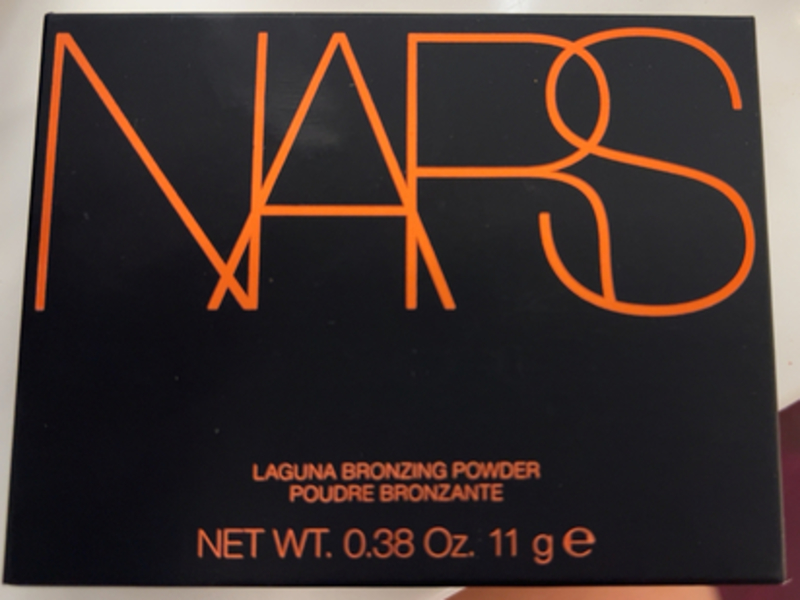 NARS
LAGUNA BRONZING POWDER
POUDRE BRONZANTE
NET WT. 0.38 Oz. 11 g ℮